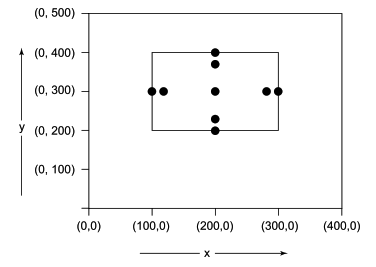 (0, 500)
(0, 400)
(0, 300)
y
(0, 200)
(0, 100)
(0,0) (100,0) (200,0) (300,0) (400,0)
x